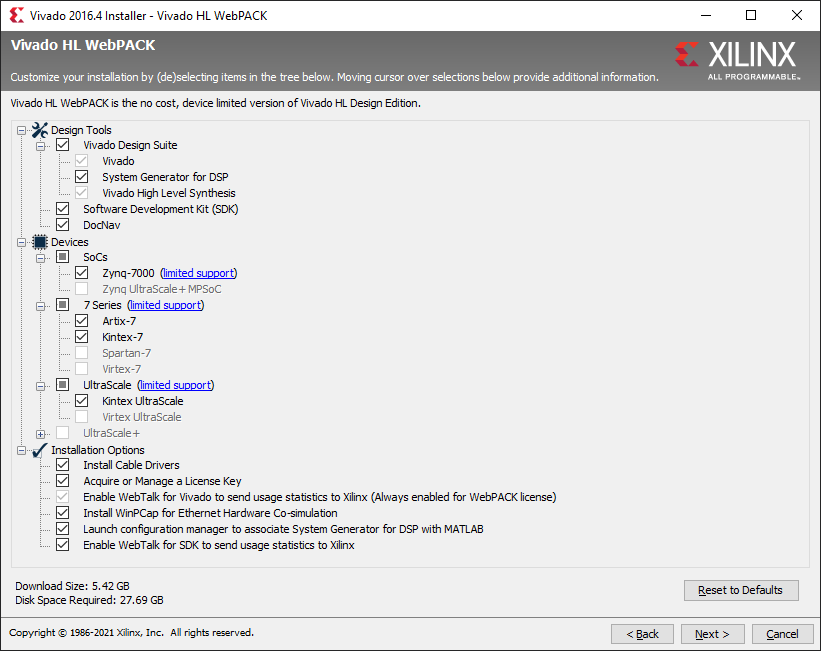 Vivado 2016.4 Installer - Vivado HL WebPACK
Vivado HL WebPACK
XILINX
ALL PROGRAMMABLE™
Customize your installation by (de)selecting items in the tree below. Moving cursor over selections below provide additional information.
Vivado HL WebPACK is the no cost, device limited version of Vivado HL Design Edition.
Design Tools
Vivado Design Suite
Vivado
System Generator for DSP
Vivado High Level Synthesis
Software Development Kit (SDK)
DocNav
Devices
SoCs
Zynq-7000 (limited support)
Zynq UltraScale+ MPSoC
7 Series (limited support)
Artix-7
Kintex-7
Spartan-7
Virtex-7
UltraScale (limited support)
Kintex UltraScale
Virtex UltraScale
UltraScale+
Installation Options
Install Cable Drivers
Acquire or Manage a License Key
Enable WebTalk for Vivado to send usage statistics to Xilinx (Always enabled for WebPACK license)
Install WinPCap for Ethernet Hardware Co-simulation
Launch configuration manager to associate System Generator for DSP with MATLAB
Enable WebTalk for SDK to send usage statistics to Xilinx
Download Size: 5.42 GB
Disk Space Required: 27.69 GB
Reset to Defaults
Copyright © 1986-2021 Xilinx, Inc. All rights reserved.
< Back
Next >
Cancel